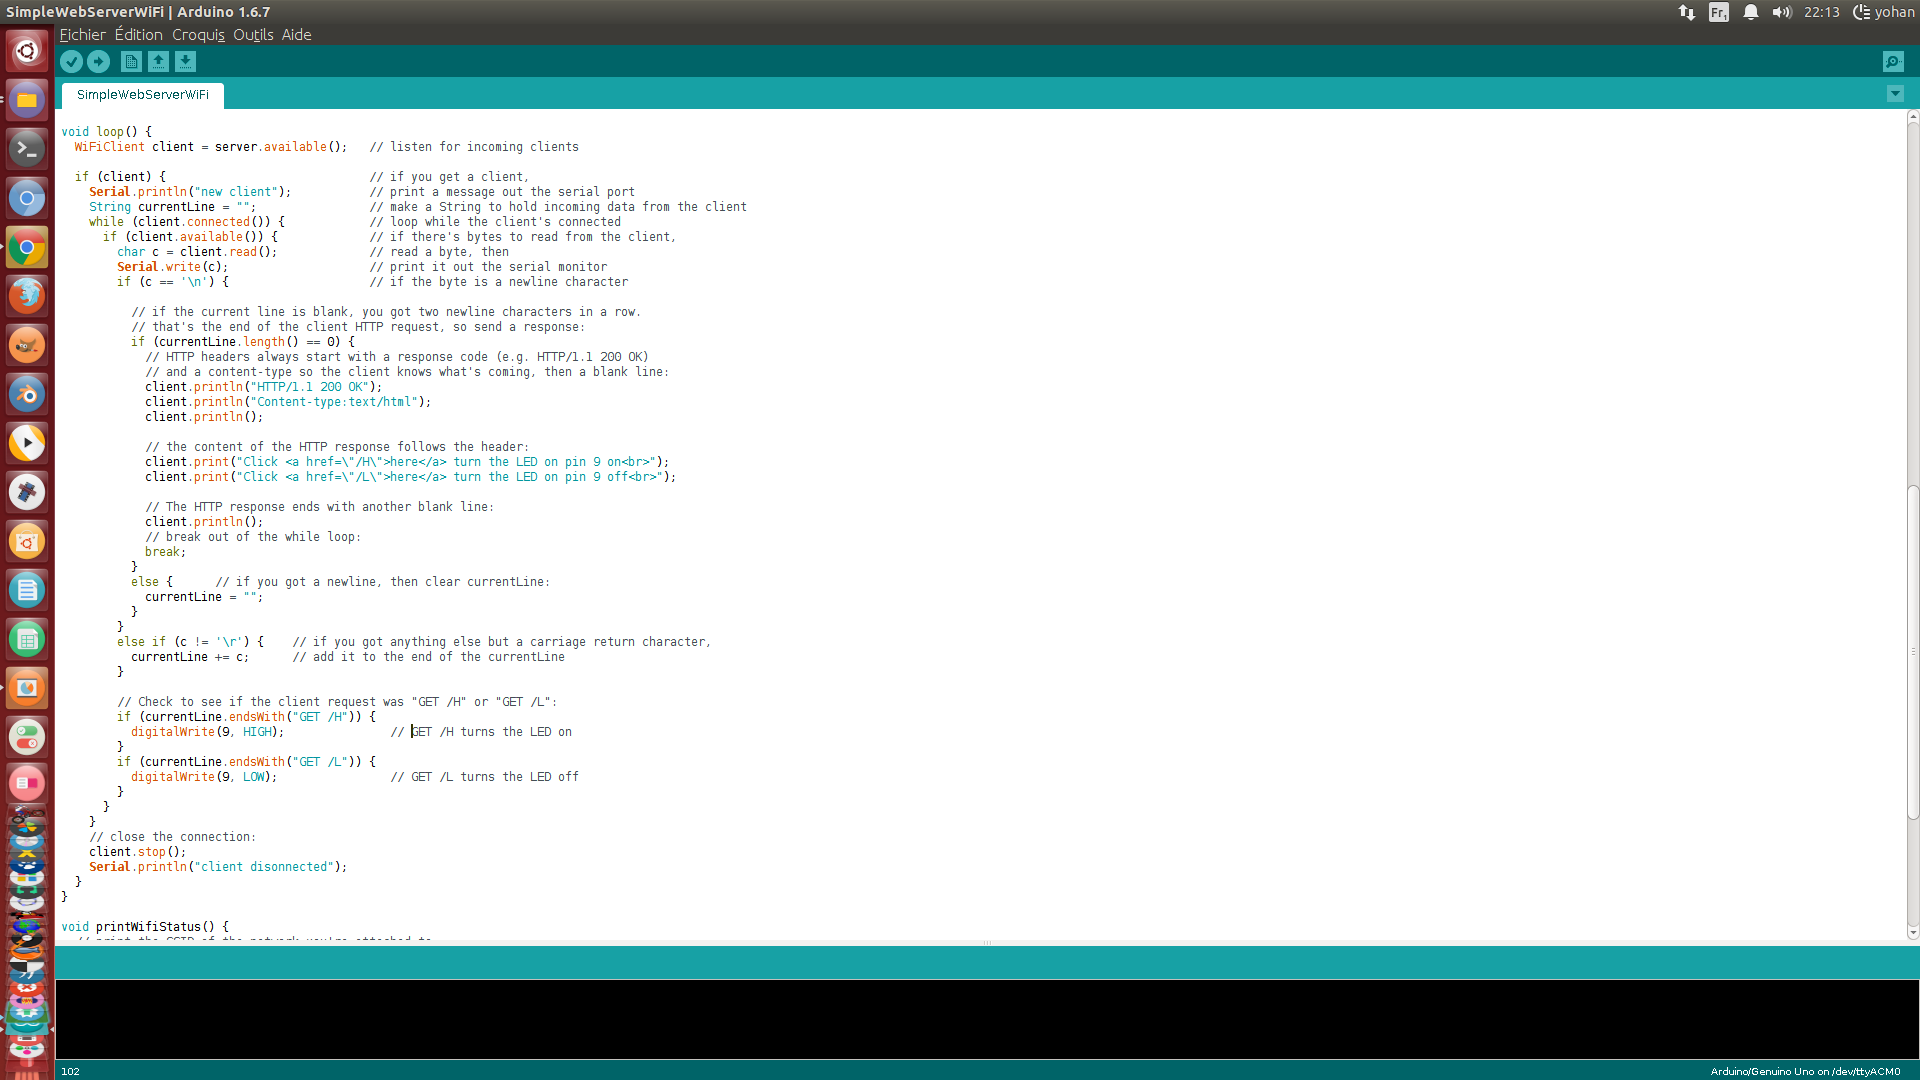 SimpleWebServerWiFi | Arduino 1.6.7
Fr1 22:13 yohan
Fichier Édition Croquis Outils Aide
SimpleWebServerWiFi
void loop() {
  WiFiClient client = server.available();   // listen for incoming clients
  if (client) {                             // if you get a client,
    Serial.println("new client");           // print a message out the serial port
    String currentLine = "";                // make a String to hold incoming data from the client
    while (client.connected()) {            // loop while the client's connected
      if (client.available()) {             // if there's bytes to read from the client,
        char c = client.read();             // read a byte, then
        Serial.write(c);                    // print it out the serial monitor
        if (c == '\n') {                    // if the byte is a newline character
          // if the current line is blank, you got two newline characters in a row.
          // that's the end of the client HTTP request, so send a response:
          if (currentLine.length() == 0) {
            // HTTP headers always start with a response code (e.g. HTTP/1.1 200 OK)
            // and a content-type so the client knows what's coming, then a blank line:
            client.println("HTTP/1.1 200 OK");
            client.println("Content-type:text/html");
            client.println();
            // the content of the HTTP response follows the header:
            client.print("Click <a href=\"/H\">here</a> turn the LED on pin 9 on<br>");
            client.print("Click <a href=\"/L\">here</a> turn the LED on pin 9 off<br>");
            // The HTTP response ends with another blank line:
            client.println();
            // break out of the while loop:
            break;
          }
          else {      // if you got a newline, then clear currentLine:
            currentLine = "";
          }
        }
        else if (c != '\r') {    // if you got anything else but a carriage return character,
          currentLine += c;      // add it to the end of the currentLine
        }
        // Check to see if the client request was "GET /H" or "GET /L":
        if (currentLine.endsWith("GET /H")) {
          digitalWrite(9, HIGH);               // GET /H turns the LED on
        }
        if (currentLine.endsWith("GET /L")) {
          digitalWrite(9, LOW);                // GET /L turns the LED off
        }
      }
    }
    // close the connection:
    client.stop();
    Serial.println("client disonnected");
  }
}
void printWifiStatus() {
  // print the SSID of the network you're attached to
102
Arduino/Genuino Uno on /dev/ttyACM0